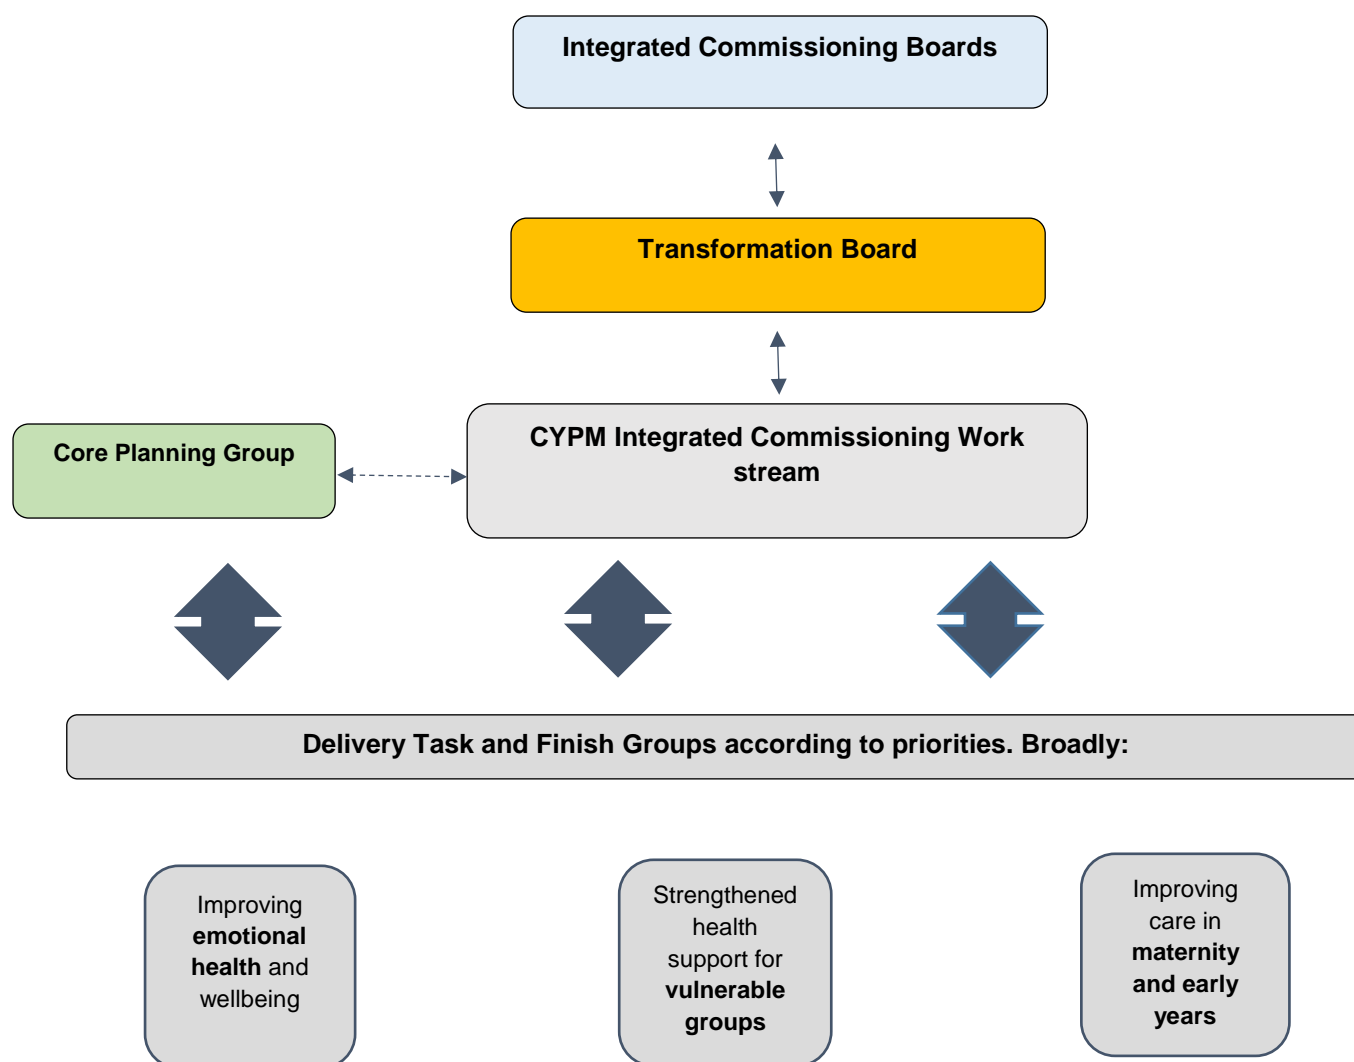 Integrated Commissioning Boards
Transformation Board
CYPM Integrated Commissioning Work
stream
Core Planning Group
Delivery Task and Finish Groups according to priorities. Broadly:
Improving
emotional
health and
wellbeing
Strengthened
health
support for
vulnerable
groups
Improving
care in
maternity
and early
years